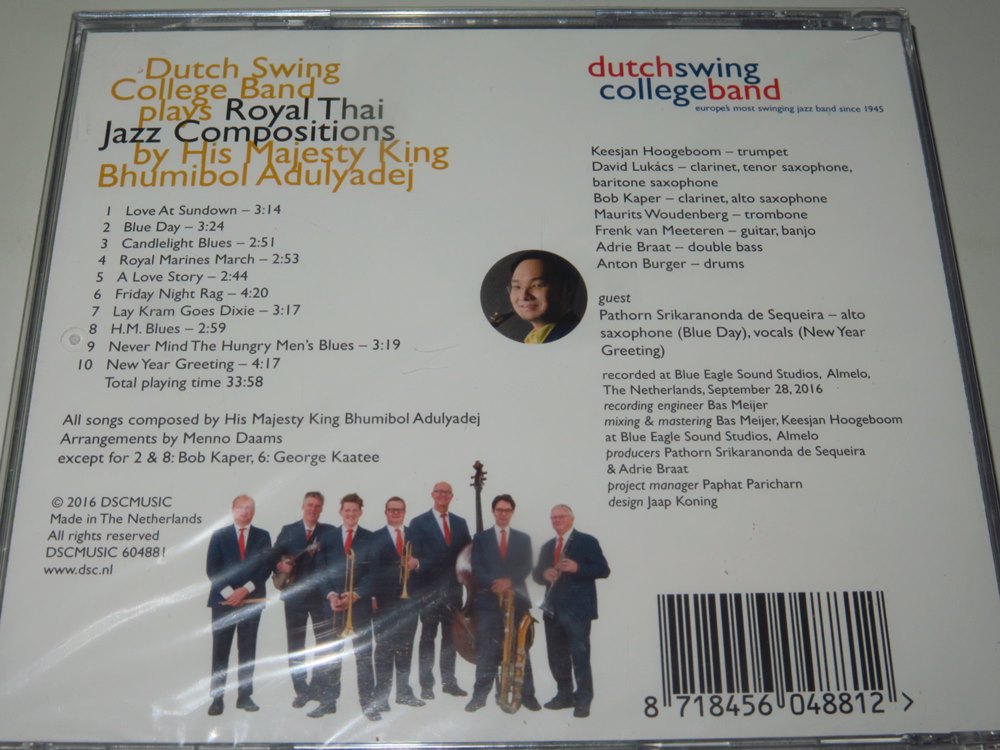 Dutch Swing
College Band
plays Royal Thai
Jazz Compositions
by His Majesty King
Bhumibol Adulyadej
1 Love At Sundown – 3:14
2 Blue Day – 3:24
3 Candlelight Blues – 2:51
4 Royal Marines March – 2:53
5 A Love Story – 2:44
6 Friday Night Rag – 4:20
7 Lay Kram Goes Dixie – 3:17
8 H.M. Blues – 2:59
9 Never Mind The Hungry Men's Blues – 3:19
10 New Year Greeting – 4:17
Total playing time 33:58
All songs composed by His Majesty King Bhumibol Adulyadej
Arrangements by Menno Daams
except for 2 & 8: Bob Kaper, 6: George Kaatee
© 2016 DSCMUSIC
Made in The Netherlands
All rights reserved
DSCMUSIC 604881
www.dsc.nl
dutchswing
collegeband
europe's most swinging jazz band since 1945
Keesjan Hoogeboom – trumpet
David Lukács – clarinet, tenor saxophone,
baritone saxophone
Bob Kaper – clarinet, alto saxophone
Maurits Woudenberg – trombone
Frenk van Meeteren – guitar, banjo
Adrie Braat – double bass
Anton Burger – drums
guest
Pathorn Srikaranonda de Sequeira – alto
saxophone (Blue Day), vocals (New Year
Greeting)
recorded at Blue Eagle Sound Studios, Almelo,
The Netherlands, September 28, 2016
recording engineer Bas Meijer
mixing & mastering Bas Meijer, Keesjan Hoogeboom
at Blue Eagle Sound Studios, Almelo
producers Pathorn Srikaranonda de Sequeira
& Adrie Braat
project manager Paphat Paricharn
design Jaap Koning
8 718456 048812 >